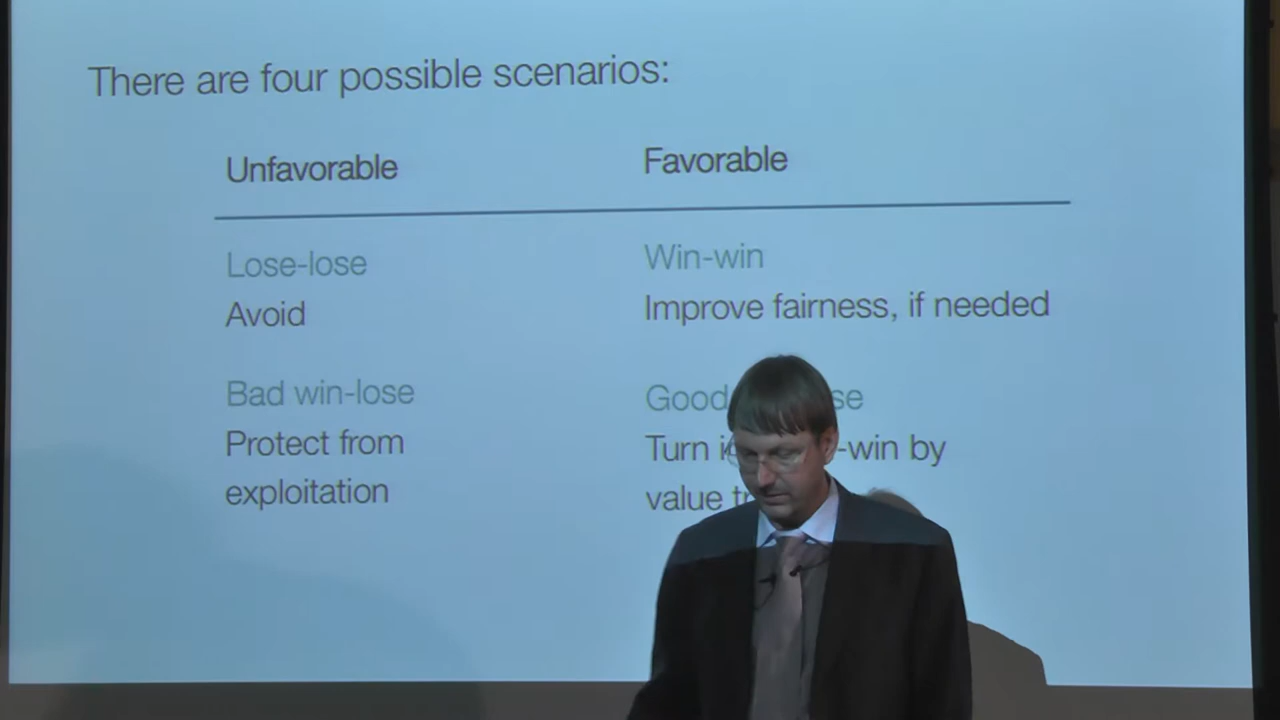 There are four possible scenarios:
Unfavorable Favorable
Lose-lose Win-win
Avoid Improve fairness, if needed
Bad win-lose Good
Protect from Turn -win by
exploitation value